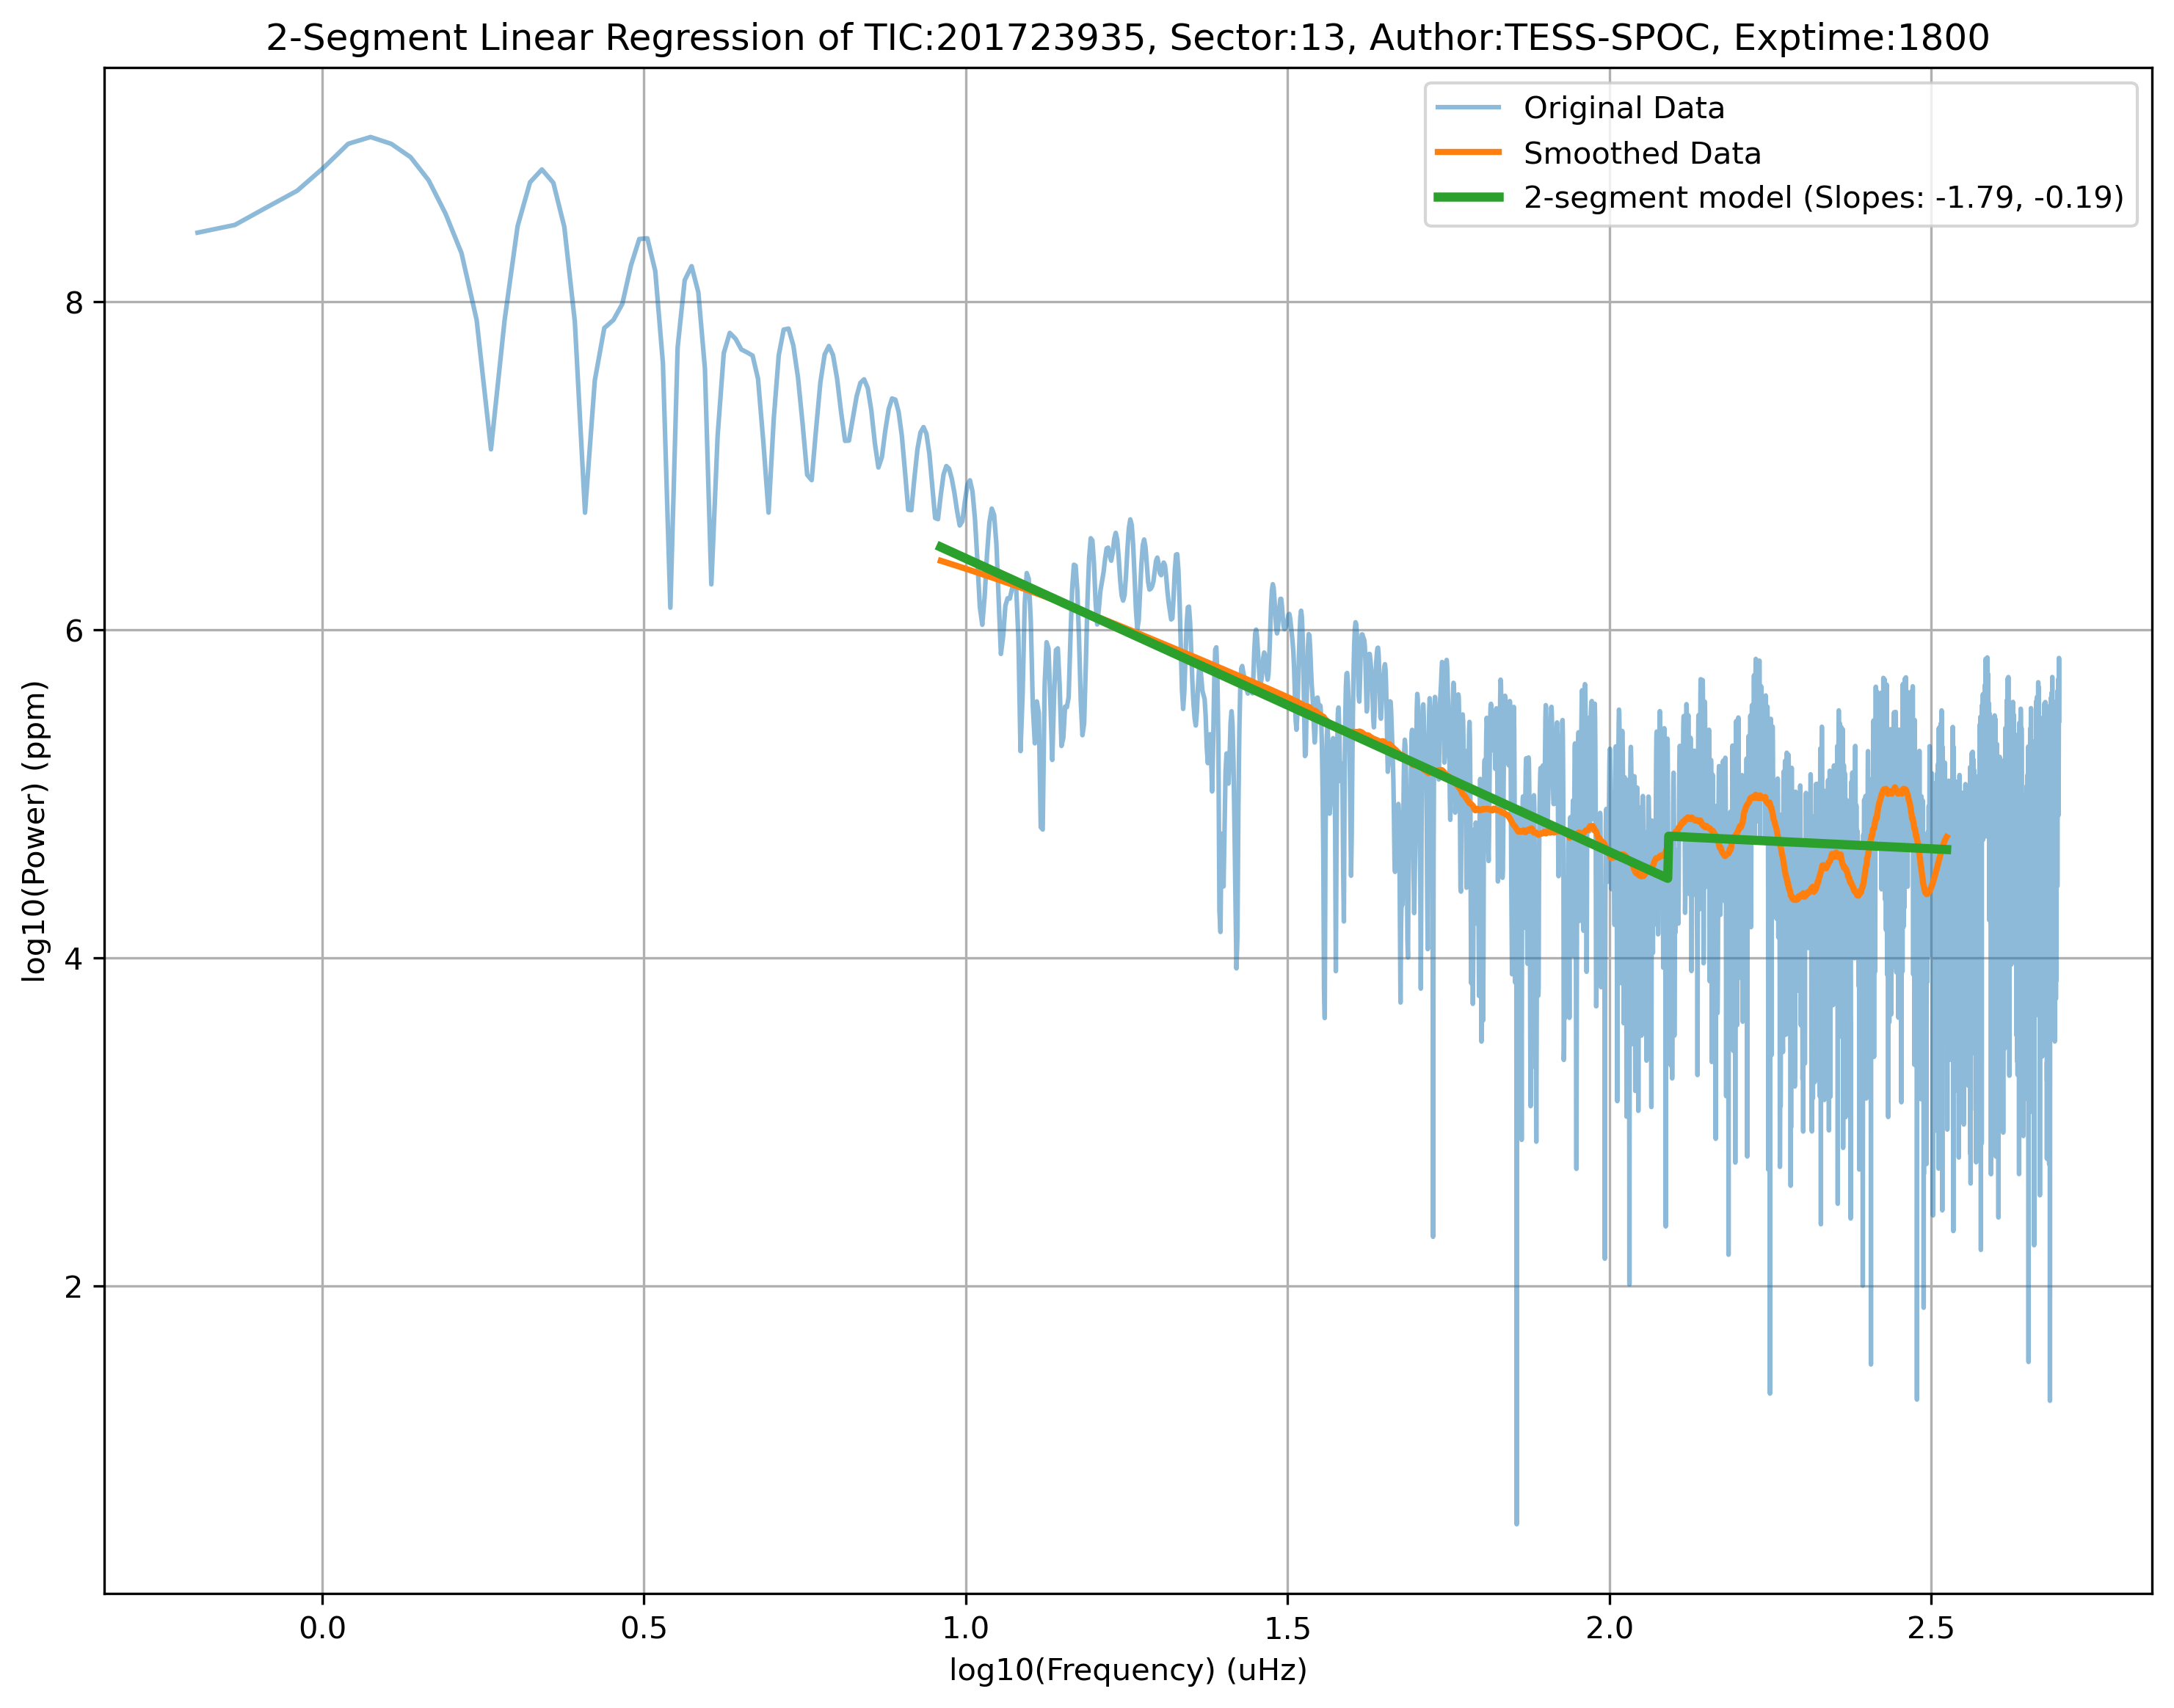 2-Segment Linear Regression of TIC:201723935, Sector:13, Author:TESS-SPOC, Exptime:1800
Original Data
Smoothed Data
2-segment model (Slopes: -1.79, -0.19)
log10(Power) (ppm)
8
6
4
2
0.0 0.5 1.0 1.5 2.0 2.5
log10(Frequency) (uHz)